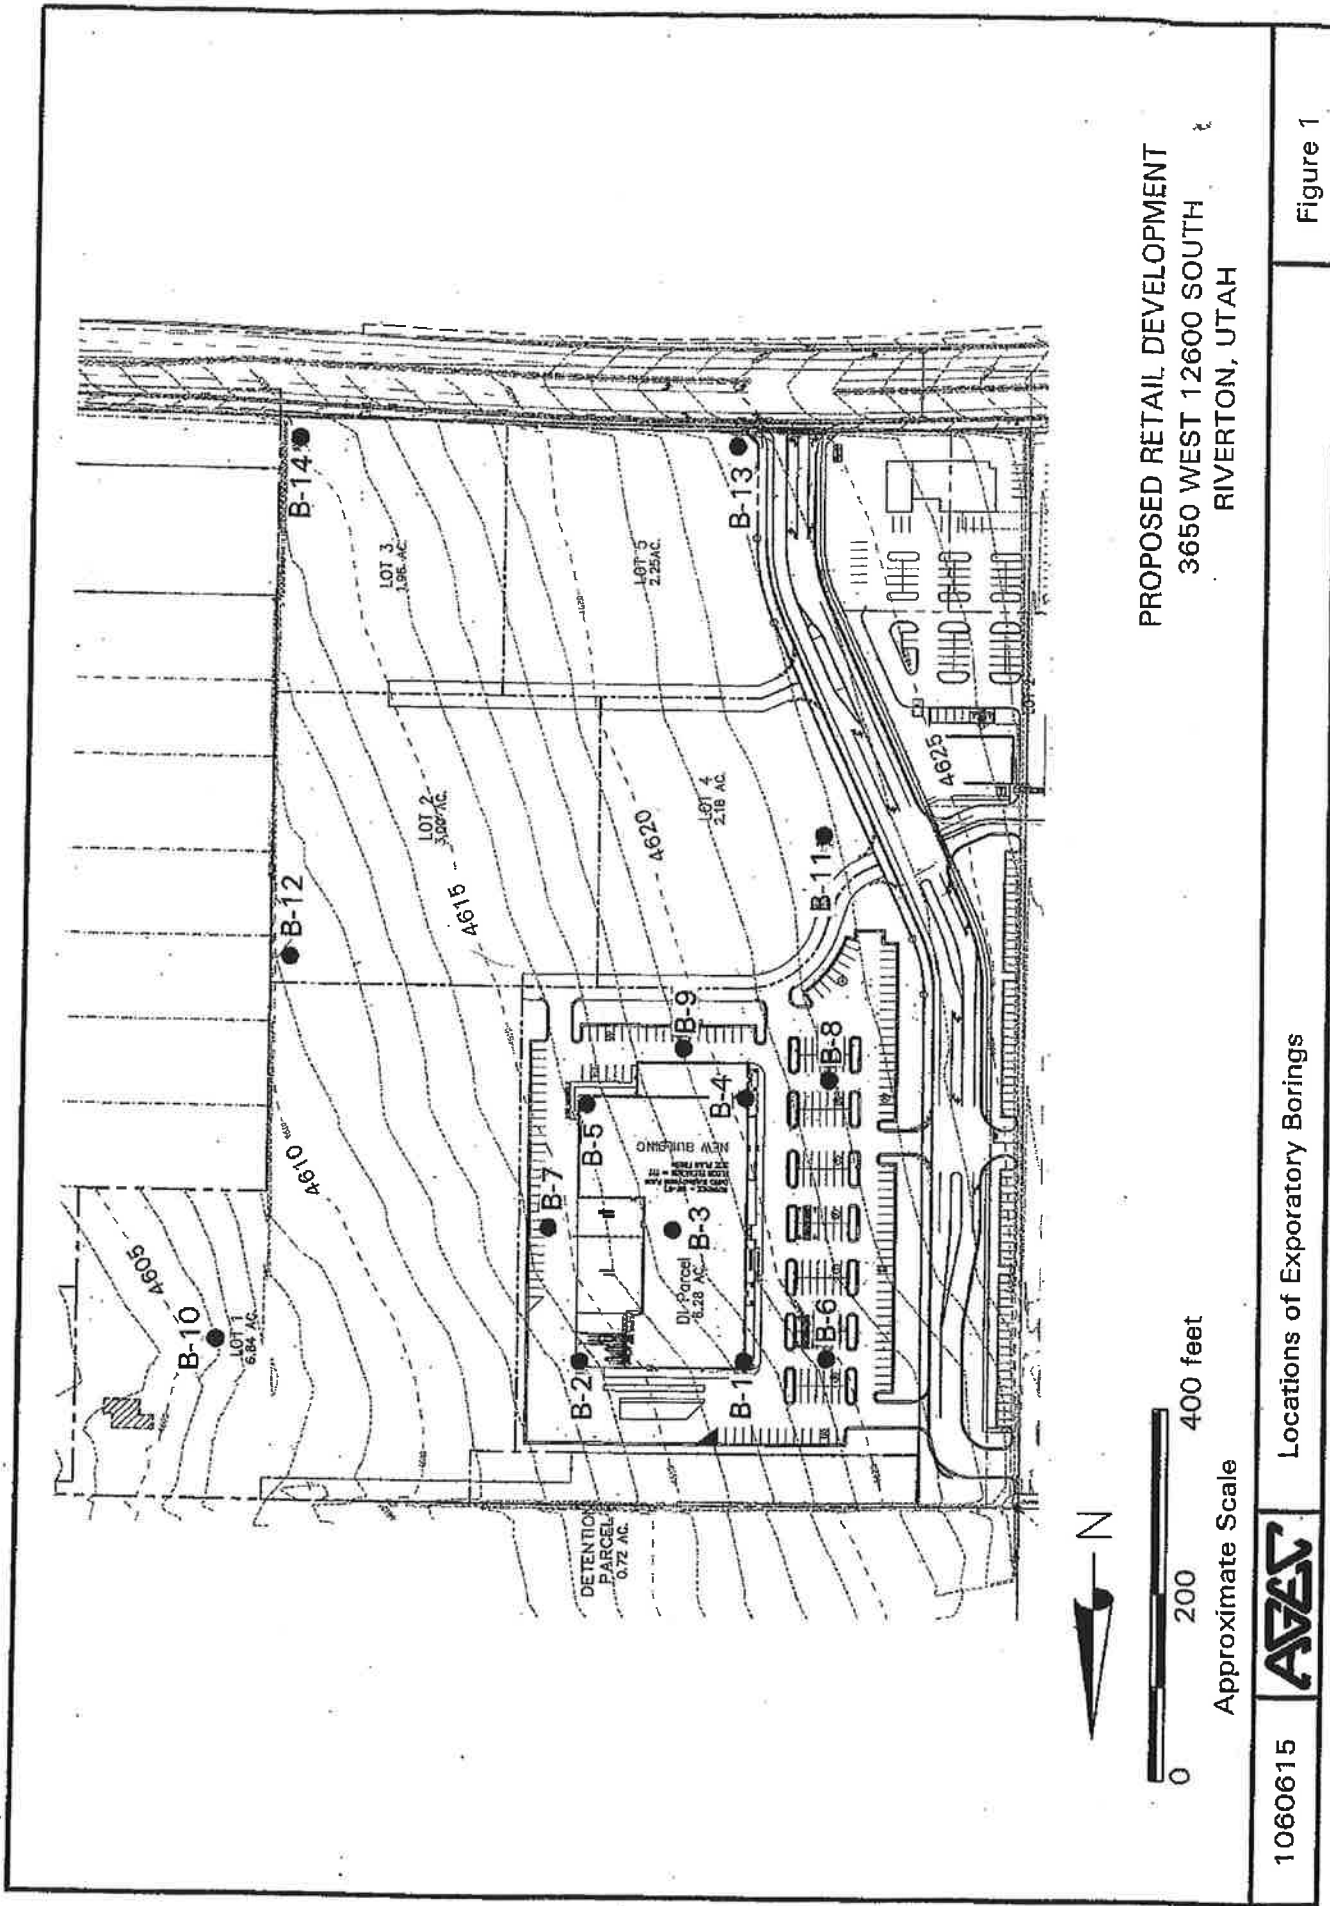 B-14
B-13
LOT 3
1.96 AC.
LOT 5
2.25 AC.
4620
LOT 2
3.00 AC.
LOT 4
2.18 AC.
4625
4620
4615
B-12
B-11
B-9
B-8
B-5
B-4
NEW BUILDING
4610
B-7
B-3
DI Parcel
6.28 AC.
4605
B-10
LOT 1
6.84 AC.
B-2
B-1
B-6
DETENTION
PARCEL
0.72 AC.
N
0
200
400 feet
Approximate Scale
PROPOSED RETAIL DEVELOPMENT
3650 WEST 12600 SOUTH
RIVERTON, UTAH
1060615
AGEC
Locations of Exporatory Borings
Figure 1